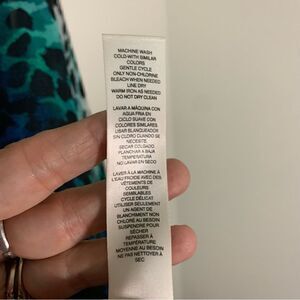 MACHINE WASH
COLD WITH SIMILAR
COLORS
GENTLE CYCLE
ONLY NON-CHLORINE
BLEACH WHEN NEEDED
LINE DRY
WARM IRON AS NEEDED
DO NOT DRY CLEAN
LAVAR A MÁQUINA CON
AGUA FRIA EN
CICLO SUAVE CON
COLORES SIMILARES
USAR BLANQUEADOR
SIN CLORO CUANDO SE
NECESITE
SECAR COLGADO
PLANCHAR A BAJA
TEMPERATURA
NO LAVAR EN SECO
LAVER À LA MACHINE À
L'EAU FROIDE AVEC DES
VÊTEMENTS DE
COULEURS
SEMBLABLES
CYCLE DÉLICAT
UTILISER SEULEMENT
UN AGENT DE
BLANCHIMENT NON
CHLORÉ AU BESOIN
SUSPENDRE POUR
SÉCHER
REPASSER À
TEMPÉRATURE
MOYENNE AU BESOIN
NE PAS NETTOYER À
SEC